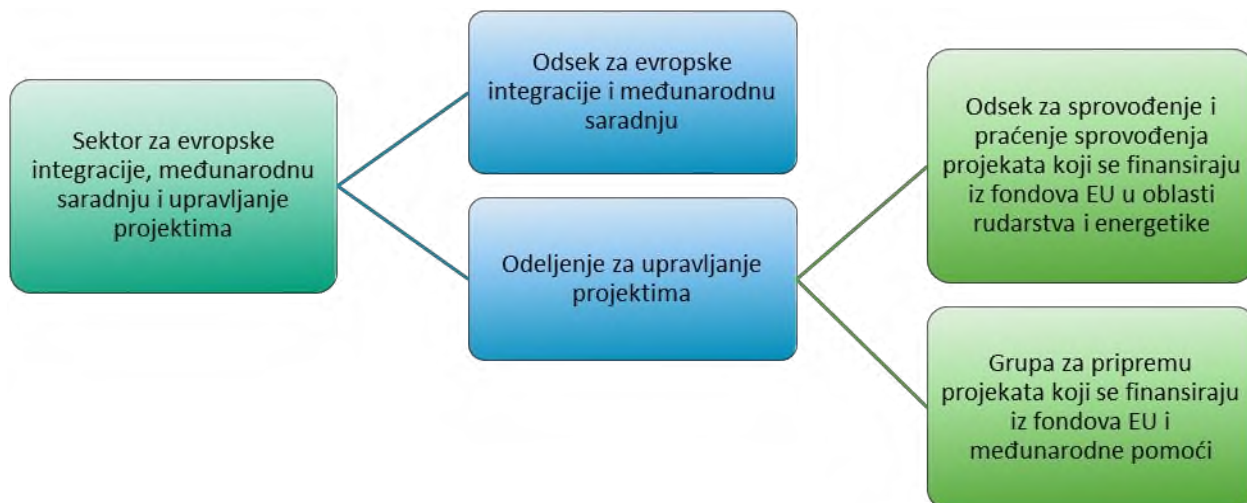 Sektor za evropske
integracije, međunarodnu
saradnju i upravljanje
projektima
Odsek za evropske
integracije i međunarodnu
saradnju
Odeljenje za upravljanje
projektima
Odsek za sprovođenje i
praćenje sprovođenja
projekata koji se finansiraju
iz fondova EU u oblasti
rudarstva i energetike
Grupa za pripremu
projekata koji se finansiraju
iz fondova EU i
međunarodne pomoći